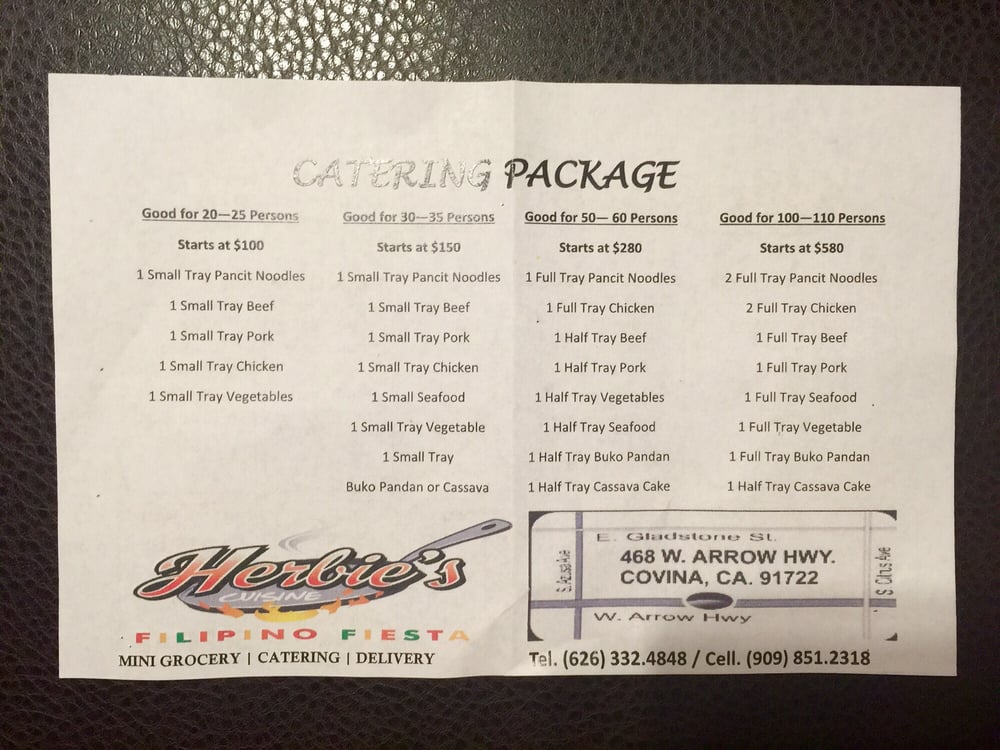 CATERING PACKAGE
Good for 20—25 Persons
Starts at $100
1 Small Tray Pancit Noodles
1 Small Tray Beef
1 Small Tray Pork
1 Small Tray Chicken
1 Small Tray Vegetables
Good for 30—35 Persons
Starts at $150
1 Small Tray Pancit Noodles
1 Small Tray Beef
1 Small Tray Pork
1 Small Tray Chicken
1 Small Seafood
1 Small Tray Vegetable
1 Small Tray
Buko Pandan or Cassava
Good for 50— 60 Persons
Starts at $280
1 Full Tray Pancit Noodles
1 Full Tray Chicken
1 Half Tray Beef
1 Half Tray Pork
1 Half Tray Vegetables
1 Half Tray Seafood
1 Half Tray Buko Pandan
1 Half Tray Cassava Cake
Good for 100—110 Persons
Starts at $580
2 Full Tray Pancit Noodles
2 Full Tray Chicken
1 Full Tray Beef
1 Full Tray Pork
1 Full Tray Seafood
1 Full Tray Vegetable
1 Full Tray Buko Pandan
1 Half Tray Cassava Cake
Herbie's
CUISINE
FILIPINO FIESTA
MINI GROCERY | CATERING | DELIVERY
E. Gladstone St.
S. Azusa Ave
468 W. ARROW HWY.
COVINA, CA. 91722
S. Citrus Ave
W. Arrow Hwy
Tel. (626) 332.4848 / Cell. (909) 851.2318